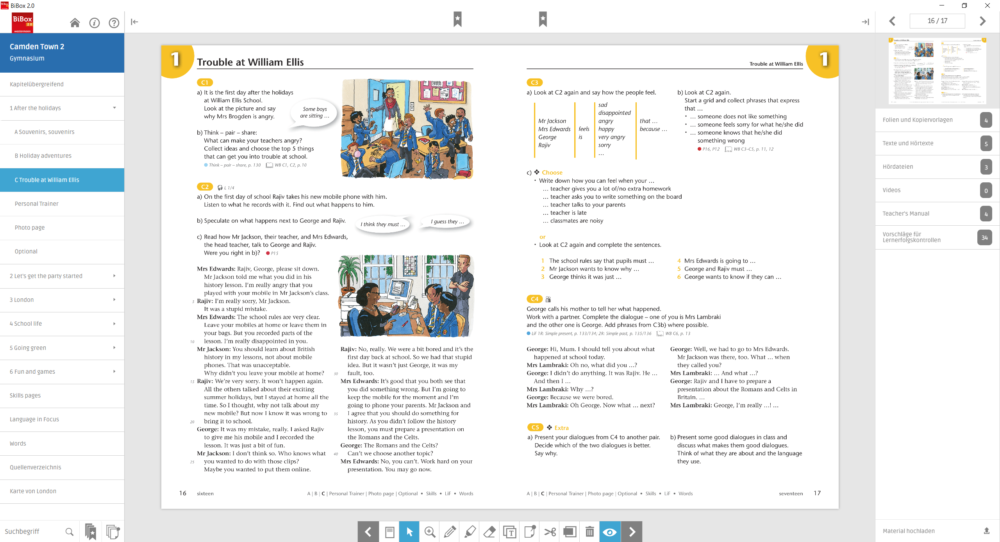 BiBox 2.0
BiBox
2.0
westermann
16 / 17
Camden Town 2
Gymnasium
Kapitelübergreifend
1 After the holidays
A Souvenirs, souvenirs
B Holiday adventures
C Trouble at William Ellis
Personal Trainer
Photo page
Optional
2 Let's get the party started
3 London
4 School life
5 Going green
6 Fun and games
Skills pages
Language in Focus
Words
Quellenverzeichnis
Karte von London
Suchbegriff
1
Trouble at William Ellis
C1
a) It is the first day after the holidays
at William Ellis School.
Look at the picture and say
why Mrs Brogden is angry.
Some boys
are sitting …
b) Think – pair – share:
What can make your teachers angry?
Collect ideas and choose the top 5 things
that can get you into trouble at school.
Think – pair – share, p. 130 WB C1, C2, p. 10
C2 L 1/4
a) On the first day of school Rajiv takes his new mobile phone with him.
Listen to what he records with it. Find out what happens to him.
b) Speculate on what happens next to George and Rajiv.
I think they must …
I guess they …
c) Read how Mr Jackson, their teacher, and Mrs Edwards,
the head teacher, talk to George and Rajiv.
Were you right in b)? P15
Mrs Edwards: Rajiv, George, please sit down.
Mr Jackson told me what you did in his
history lesson. I'm really angry that you
played with your mobile in Mr Jackson's class.
5 Rajiv: I'm really sorry, Mr Jackson.
It was a stupid mistake.
Mrs Edwards: The school rules are very clear.
Leave your mobiles at home or leave them in
your bags. But you recorded parts of the
10 lesson. I'm really disappointed in you.
Mr Jackson: You should learn about British
history in my lessons, not about mobile
phones. That was unacceptable.
Why didn't you leave your mobile at home?
15 Rajiv: We're very sorry. It won't happen again.
All the others talked about their exciting
summer holidays, but I stayed at home all the
time. So I thought, why not talk about my
new mobile? But now I know it was wrong to
20 bring it to school.
George: It was my mistake, really. I asked Rajiv
to give me his mobile and I recorded the
lesson. It was just a bit of fun.
Mr Jackson: I don't think so. Who knows what
25 you wanted to do with those clips?
Maybe you wanted to put them online.
Rajiv: No, really. We were a bit bored and it's the
first day back at school. So we had that stupid
idea. But it wasn't just George, it was my
30 fault, too.
Mrs Edwards: It's good that you both see that
you did something wrong. But I'm going to
keep the mobile for the moment and I'm
going to phone your parents. Mr Jackson and
35 I agree that you should do something for
history. As you didn't follow the history
lesson, you must prepare a presentation on
the Romans and the Celts.
George: The Romans and the Celts?
40 Can't we choose another topic?
Mrs Edwards: No, you can't. Work hard on your
presentation. You may go now.
16 sixteen
A | B | C | Personal Trainer | Photo page | Optional • Skills • LiF • Words
Trouble at William Ellis
1
C3
a) Look at C2 again and say how the people feel.
Mr Jackson
Mrs Edwards
George
Rajiv
feels
is
sad
disappointed
angry
happy
very angry
sorry
…
that …
because …
b) Look at C2 again.
Start a grid and collect phrases that express
that …
• … someone does not like something
• … someone feels sorry for what he/she did
• … someone knows that he/she did
something wrong
P16, P12 WB C3–C5, p. 11, 12
c) ❖ Choose
• Write down how you can feel when your …
… teacher gives you a lot of/no extra homework
… teacher asks you to write something on the board
… teacher talks to your parents
… teacher is late
… classmates are noisy
or
• Look at C2 again and complete the sentences.
1 The school rules say that pupils must …
2 Mr Jackson wants to know why …
3 George thinks it was just …
4 Mrs Edwards is going to …
5 George and Rajiv must …
6 George wants to know if they can …
C4
George calls his mother to tell her what happened.
Work with a partner. Complete the dialogue – one of you is Mrs Lambraki
and the other one is George. Add phrases from C3b) where possible.
LiF 1R: Simple present, p. 133/134; 2R: Simple past, p. 135/136 WB C6, p. 13
George: Hi, Mum. I should tell you about what
happened at school today.
Mrs Lambraki: Oh no, what did you …?
George: I didn't do anything. It was Rajiv. He …
And then I …
Mrs Lambraki: Why …?
George: Because we were bored.
Mrs Lambraki: Oh George. Now what … next?
George: Well, we had to go to Mrs Edwards.
Mr Jackson was there, too. What … when
they called you?
Mrs Lambraki: … And what …?
George: Rajiv and I have to prepare a
presentation about the Romans and Celts in
Britain. …
Mrs Lambraki: George, I'm really …! …
C5 ❖ Extra
a) Present your dialogues from C4 to another pair.
Decide which of the two dialogues is better.
Say why.
b) Present some good dialogues in class and
discuss what makes them good dialogues.
Think of what they are about and the language
they use.
A | B | C | Personal Trainer | Photo page | Optional • Skills • LiF • Words
seventeen 17
Folien und Kopiervorlagen 4
Texte und Hörtexte 5
Hördateien 3
Videos 0
Teacher's Manual 4
Vorschläge für
Lernerfolgskontrollen 34
Material hochladen